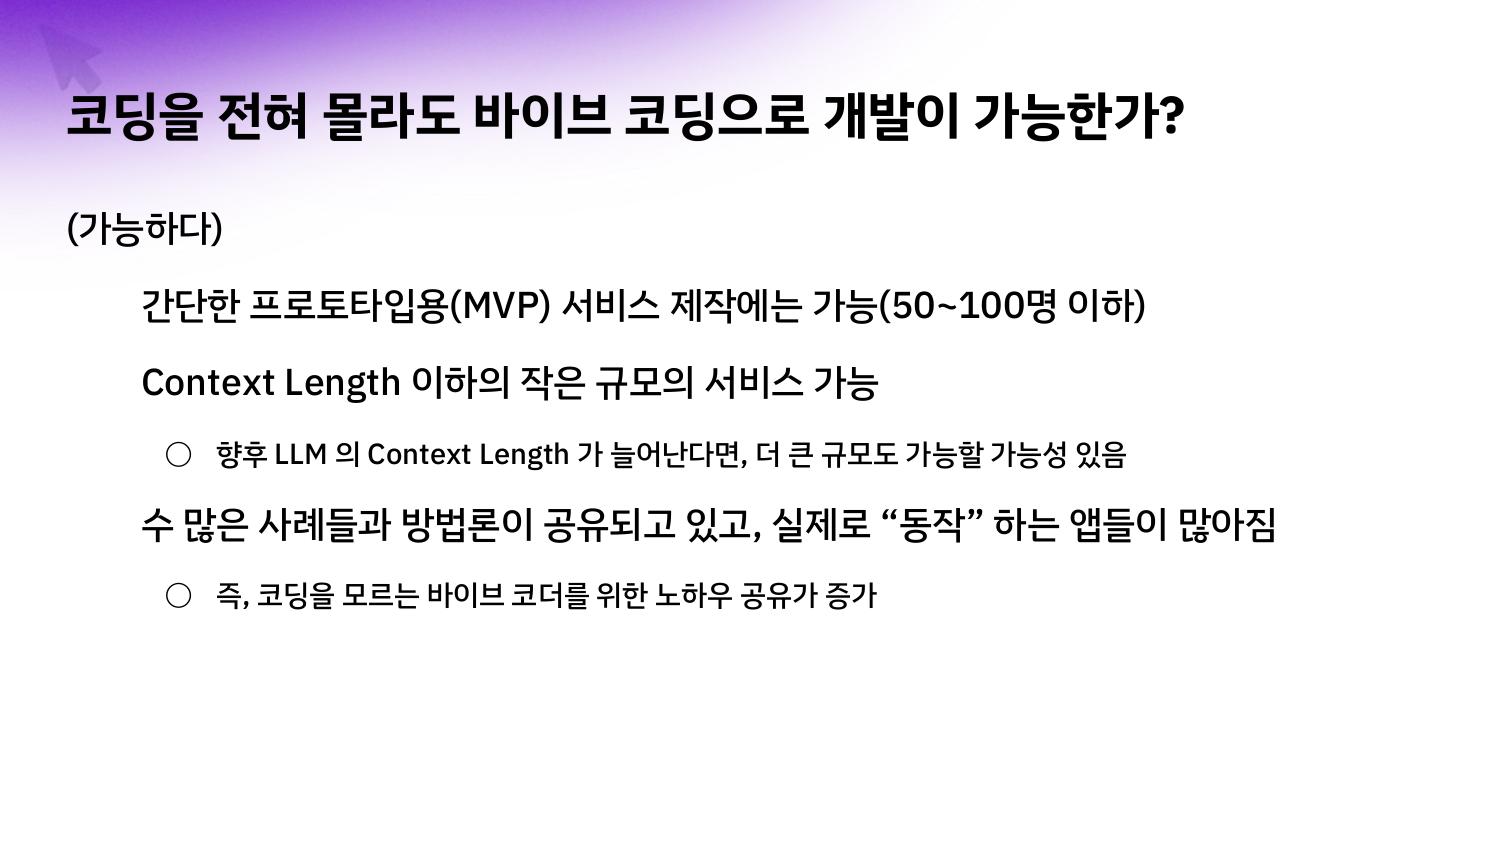 코딩을 전혀 몰라도 바이브 코딩으로 개발이 가능한가?
(가능하다)
간단한 프로토타입용(MVP) 서비스 제작에는 가능(50~100명 이하)
Context Length 이하의 작은 규모의 서비스 가능
○ 향후 LLM 의 Context Length 가 늘어난다면, 더 큰 규모도 가능할 가능성 있음
수 많은 사례들과 방법론이 공유되고 있고, 실제로 “동작” 하는 앱들이 많아짐
○ 즉, 코딩을 모르는 바이브 코더를 위한 노하우 공유가 증가